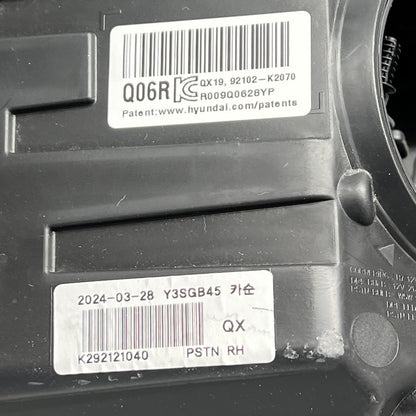 Q06R KC QX19, 92102-K2070
R009Q0628YP
Patent:www.hyundai.com/patents
2024-03-28 Y3SGB45 카순
QX
K292121040 PSTN RH